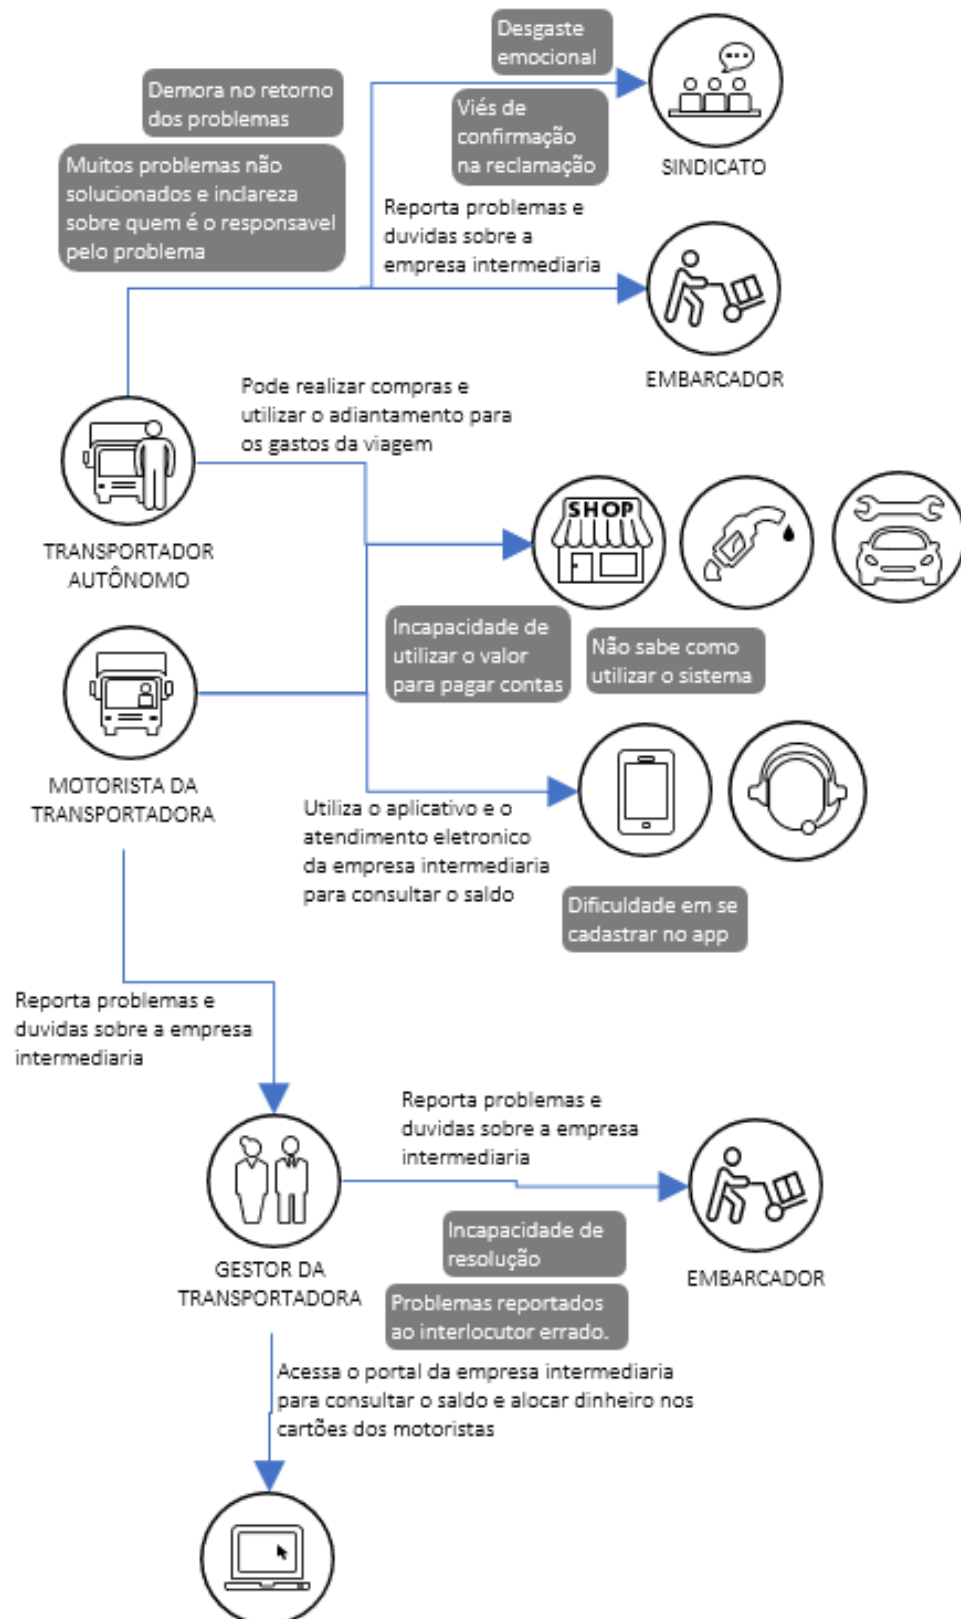 Desgaste
emocional
Demora no retorno
dos problemas
Viés de
confirmação
na reclamação
SINDICATO
Muitos problemas não
solucionados e inclareza
sobre quem é o responsavel
pelo problema
Reporta problemas e
duvidas sobre a
empresa intermediaria
EMBARCADOR
Pode realizar compras e
utilizar o adiantamento para
os gastos da viagem
TRANSPORTADOR
AUTÔNOMO
SHOP
Incapacidade de
utilizar o valor
para pagar contas
Não sabe como
utilizar o sistema
MOTORISTA DA
TRANSPORTADORA
Utiliza o aplicativo e o
atendimento eletronico
da empresa intermediaria
para consultar o saldo
Dificuldade em se
cadastrar no app
Reporta problemas e
duvidas sobre a empresa
intermediaria
Reporta problemas e
duvidas sobre a empresa
intermediaria
GESTOR DA
TRANSPORTADORA
Incapacidade de
resolução
EMBARCADOR
Problemas reportados
ao interlocutor errado.
Acessa o portal da empresa intermediaria
para consultar o saldo e alocar dinheiro nos
cartões dos motoristas